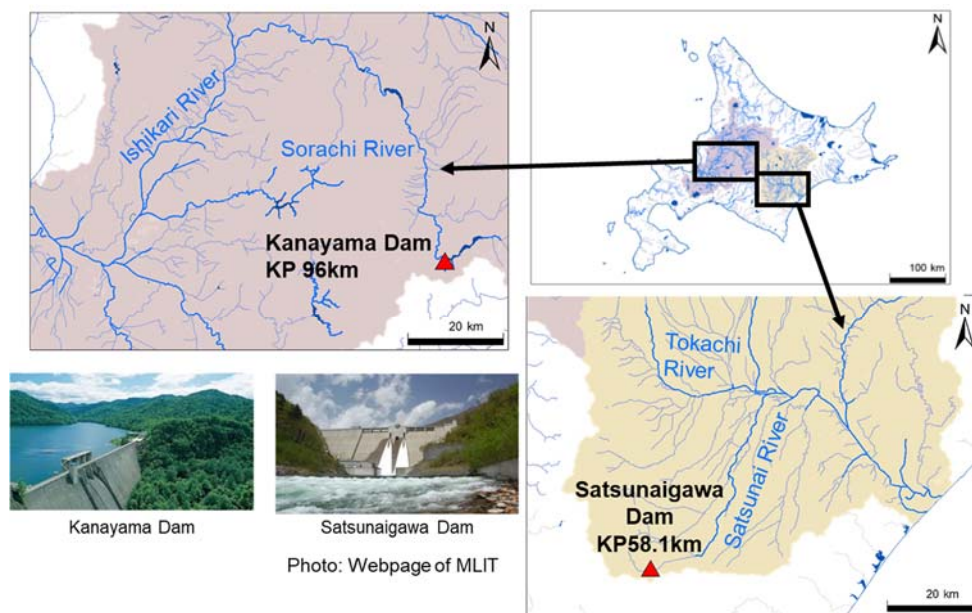 N
Ishikari River
Sorachi River
Kanayama Dam
KP 96km
20 km
N
100 km
N
Tokachi
River
Satsunai River
Satsunaigawa
Dam
KP58.1km
20 km
Kanayama Dam
Satsunaigawa Dam
Photo: Webpage of MLIT